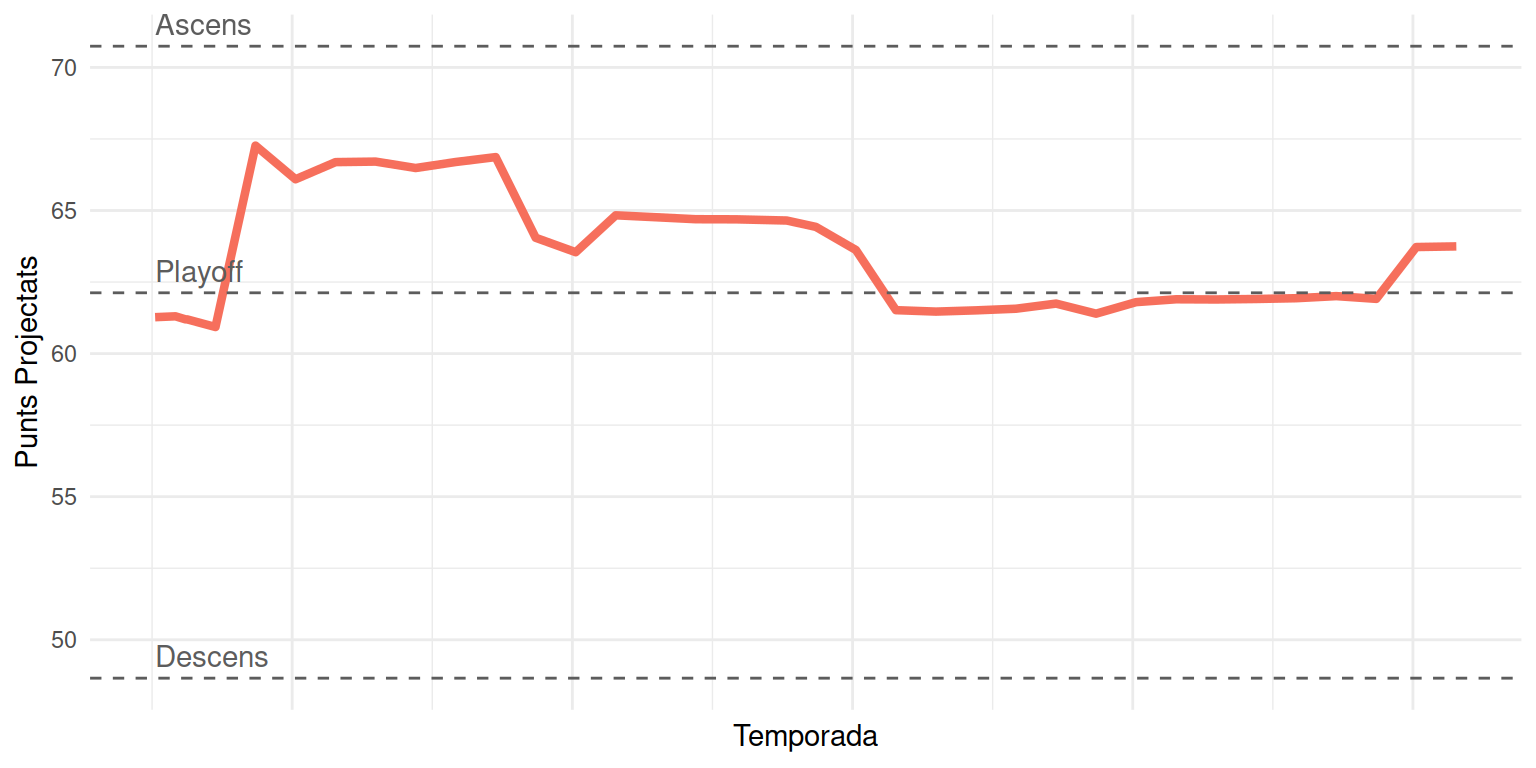 Ascens
70
65
Playoff
60
55
50
Descens
Punts Projectats
Temporada